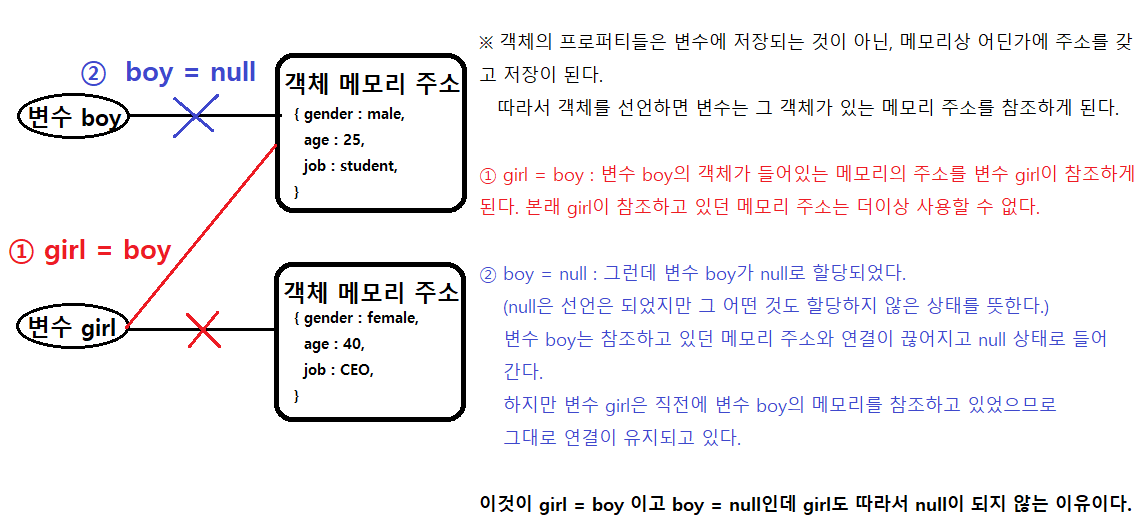 ② boy = null
변수 boy
객체 메모리 주소
{ gender : male,
age : 25,
job : student,
}
① girl = boy
변수 girl
객체 메모리 주소
{ gender : female,
age : 40,
job : CEO,
}
※ 객체의 프로퍼티들은 변수에 저장되는 것이 아닌, 메모리상 어딘가에 주소를 갖
고 저장이 된다.
따라서 객체를 선언하면 변수는 그 객체가 있는 메모리 주소를 참조하게 된다.
① girl = boy : 변수 boy의 객체가 들어있는 메모리의 주소를 변수 girl이 참조하게
된다. 본래 girl이 참조하고 있던 메모리 주소는 더이상 사용할 수 없다.
② boy = null : 그런데 변수 boy가 null로 할당되었다.
(null은 선언은 되었지만 그 어떤 것도 할당하지 않은 상태를 뜻한다.)
변수 boy는 참조하고 있던 메모리 주소와 연결이 끊어지고 null 상태로 들어
간다.
하지만 변수 girl은 직전에 변수 boy의 메모리를 참조하고 있었으므로
그대로 연결이 유지되고 있다.
이것이 girl = boy 이고 boy = null인데 girl도 따라서 null이 되지 않는 이유이다.